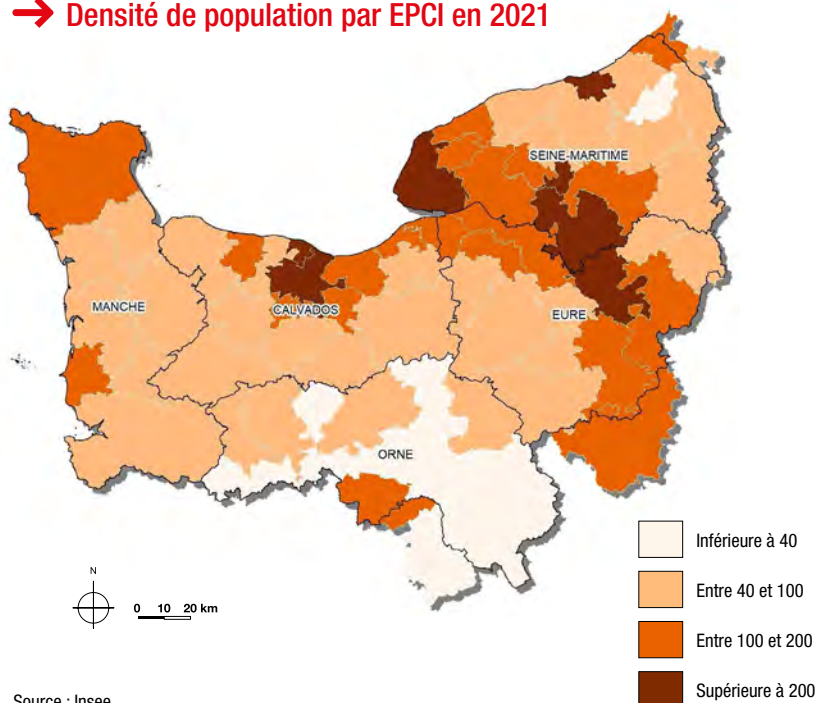 → Densité de population par EPCI en 2021
SEINE-MARITIME
MANCHE
CALVADOS
EURE
ORNE
N
0 10 20 km
Inférieure à 40
Entre 40 et 100
Entre 100 et 200
Supérieure à 200
Source : Insee